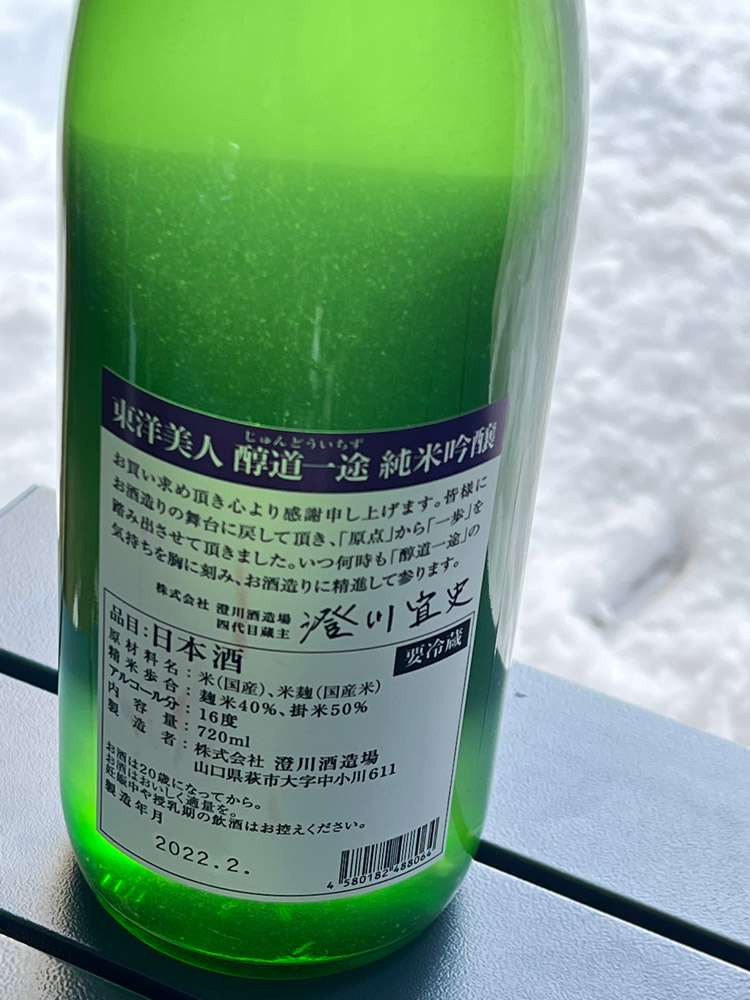 じゅんどういちず
東洋美人 醇道一途 純米吟醸
お買い求め頂き心より感謝申し上げます。皆様に
お酒造りの舞台に戻して頂き、「原点」から「一歩」を
踏み出させて頂きました。いつ何時も「醇道一途」の
気持ちを胸に刻み、お酒造りに精進して参ります。
株式会社 澄川酒造場
四代目蔵主 澄川宜史
品目:日本酒
要冷蔵
原材料名:米(国産)、米麹(国産米)
精米歩合:麹米40%、掛米50%
アルコール分:16度
内容量:720ml
製造者:株式会社 澄川酒造場
山口県萩市大字中小川611
お酒は20歳になってから。
お酒はおいしく適量を。
妊娠中や授乳期の飲酒はお控えください。
製造年月
2022.2.
4 580182 488064